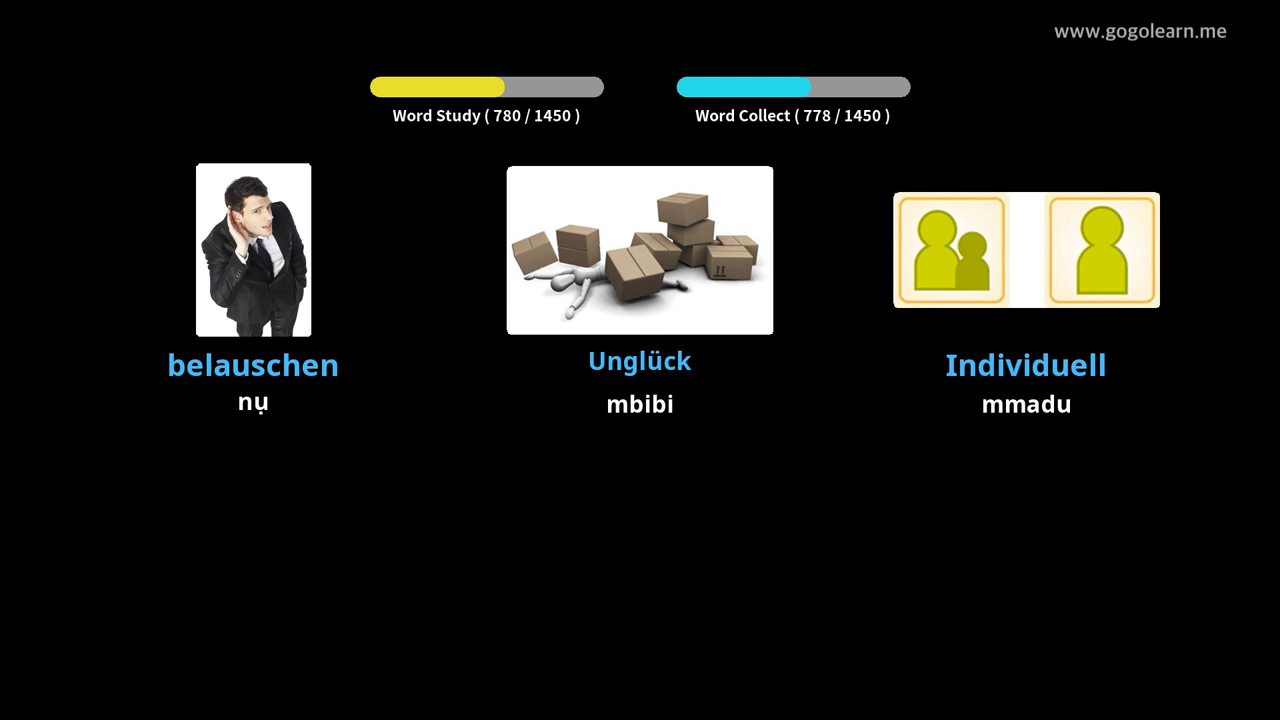 www.gogolearn.me
Word Study ( 780 / 1450 )
Word Collect ( 778 / 1450 )
belauschen
nụ
Unglück
mbibi
Individuell
mmadu